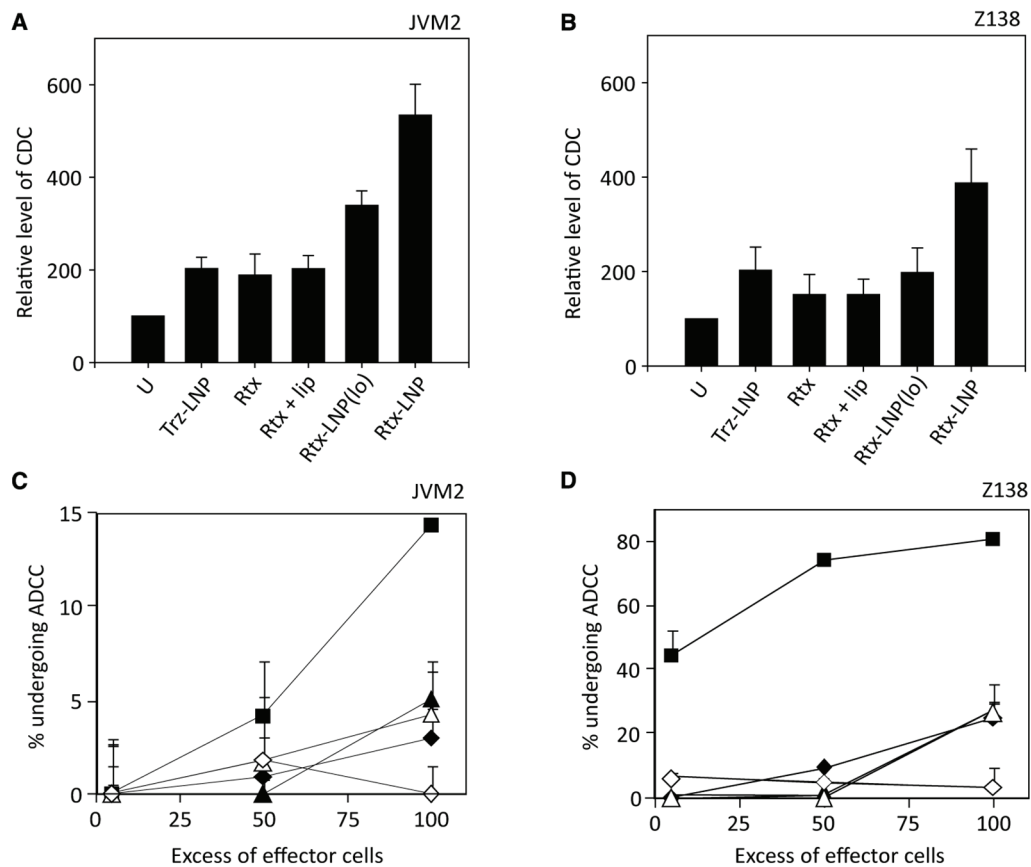 A
JVM2
Relative level of CDC
600
400
200
0
U
Trz-LNP
Rtx
Rtx + lip
Rtx-LNP(lo)
Rtx-LNP
B
Z138
Relative level of CDC
600
400
200
0
U
Trz-LNP
Rtx
Rtx + lip
Rtx-LNP(lo)
Rtx-LNP
C
JVM2
% undergoing ADCC
15
10
5
0
0
25
50
75
100
Excess of effector cells
D
Z138
% undergoing ADCC
80
60
40
20
0
0
25
50
75
100
Excess of effector cells